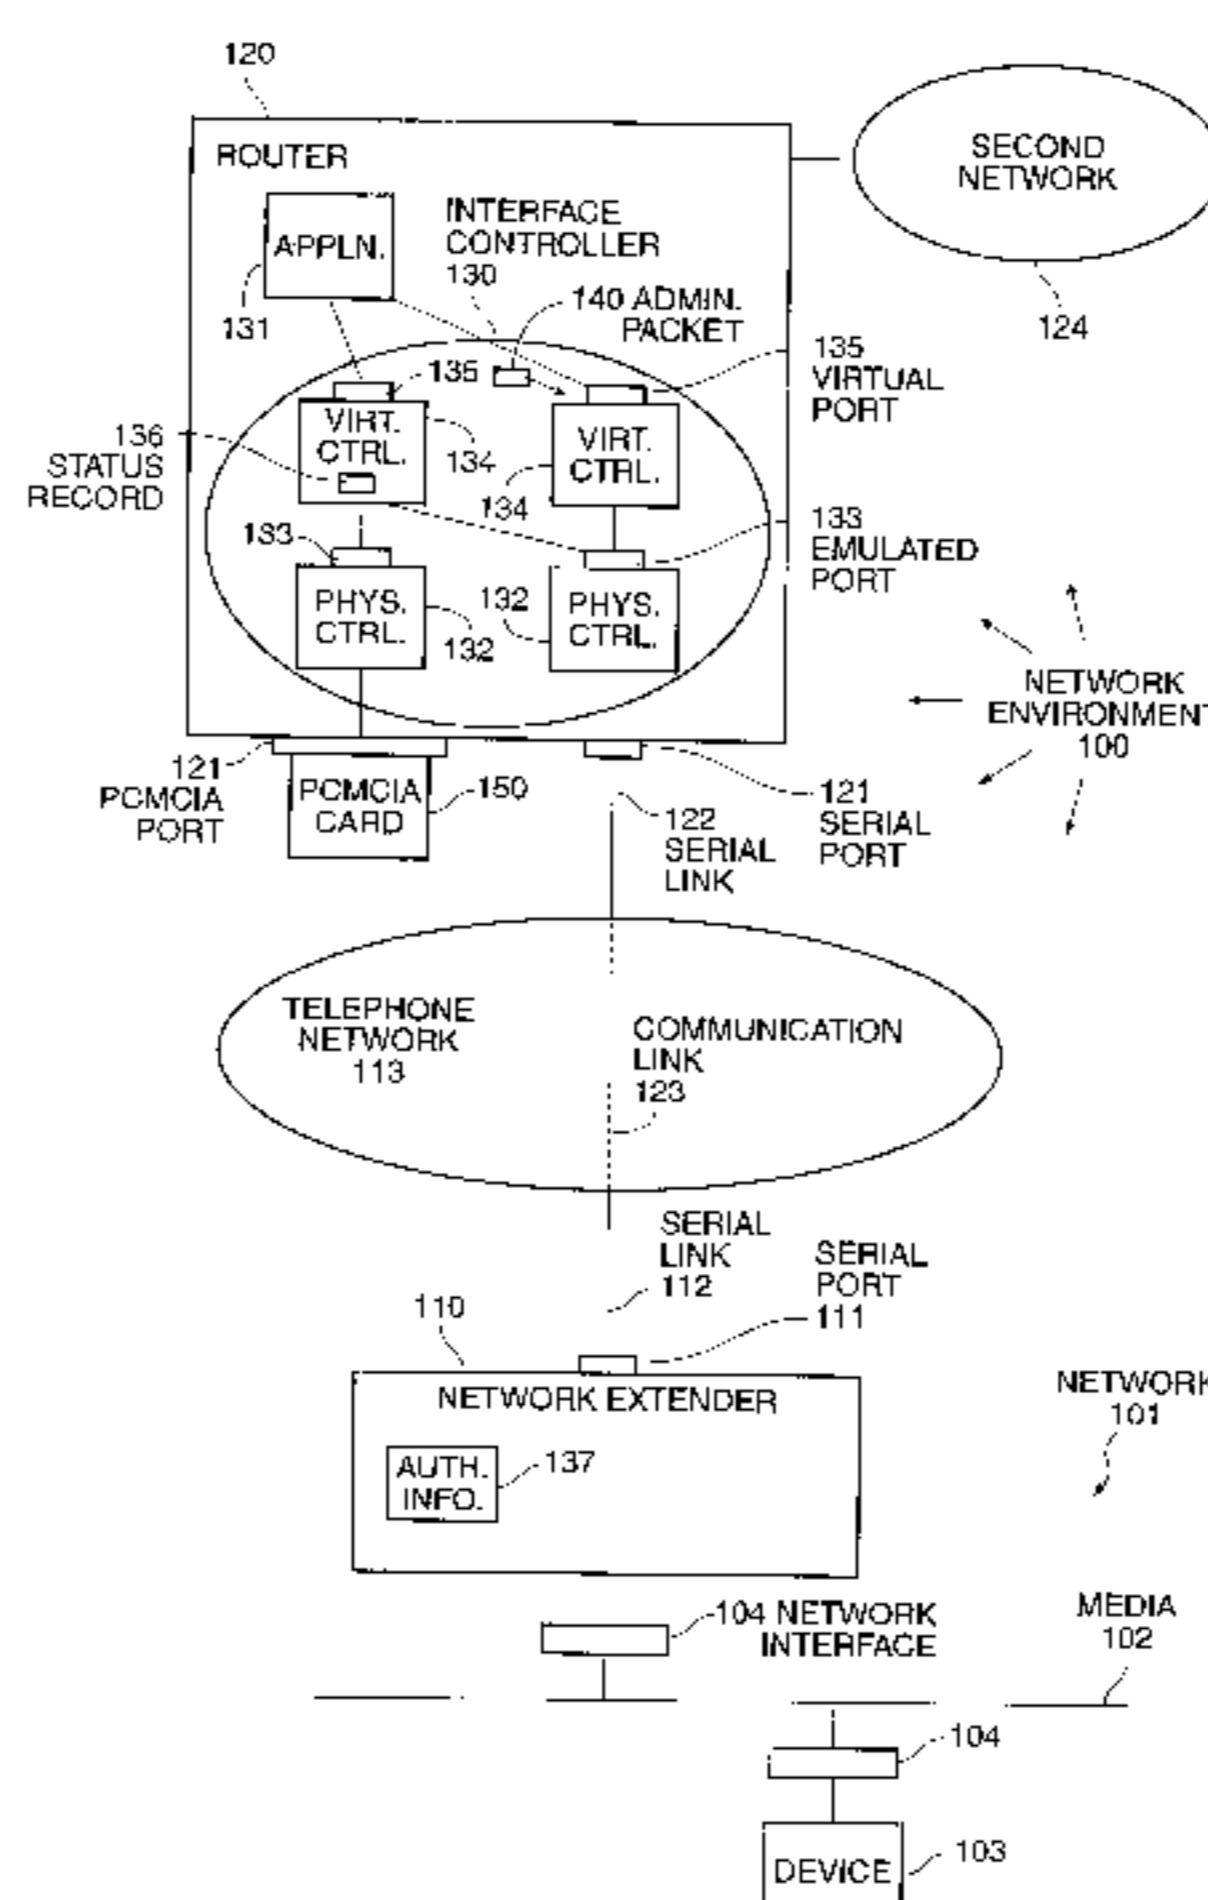 120
ROUTER
SECOND
NETWORK
124
APPLN.
131
INTERFACE
CONTROLLER
130
140 ADMIN.
PACKET
135
135
VIRTUAL
PORT
VIRT.
CTRL.
134
VIRT.
CTRL.
134
136
STATUS
RECORD
133
133
EMULATED
PORT
PHYS.
CTRL.
132
132
PHYS.
CTRL.
NETWORK
ENVIRONMENT
100
121
PCMCIA
PORT
PCMCIA
CARD
150
122
SERIAL
LINK
121
SERIAL
PORT
TELEPHONE
NETWORK
113
COMMUNICATION
LINK
123
SERIAL
LINK
112
SERIAL
PORT
111
110
NETWORK EXTENDER
AUTH.
INFO.
137
NETWORK
101
104 NETWORK
INTERFACE
MEDIA
102
104
DEVICE
103